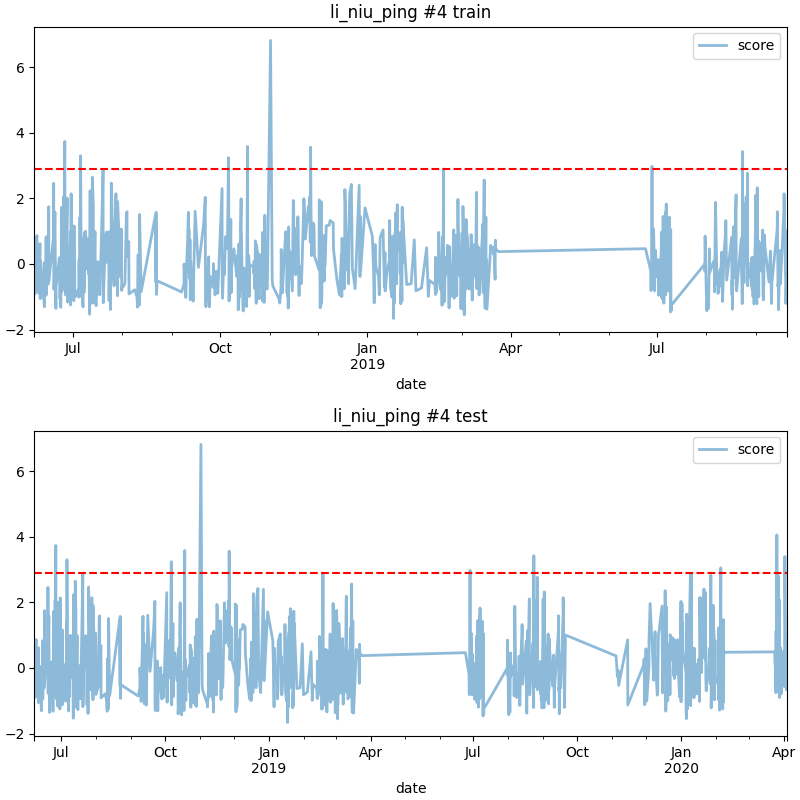 li_niu_ping #4 train
score
6
4
2
0
−2
Jul
Oct
Jan
2019
Apr
Jul
date
li_niu_ping #4 test
score
6
4
2
0
−2
Jul
Oct
Jan
2019
Apr
Jul
Oct
Jan
2020
Apr
date